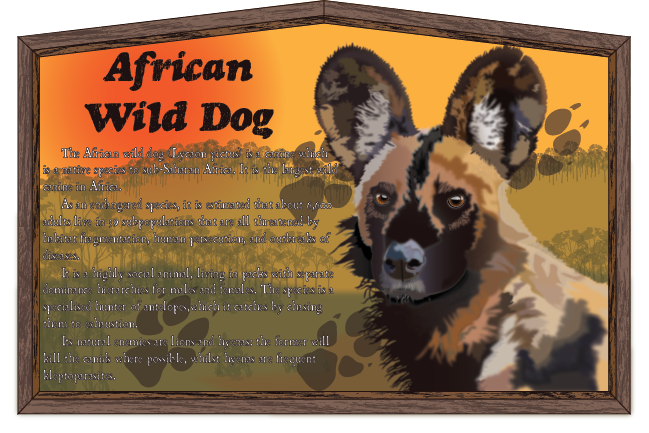 African
Wild Dog
The African wild dog (Lycaon pictus) is a canine which
is a native species to sub-Saharan Africa. It is the largest wild
canine in Africa.
As an endangered species, it is estimated that about 6,600
adults live in 39 subpopulations that are all threatened by
habitat fragmentation, human persecution, and outbreaks of
diseases.
It is a highly social animal, living in packs with separate
dominance hierarchies for males and females. The species is a
specialised hunter of antelopes, which it catches by chasing
them to exhaustion.
Its natural enemies are lions and hyenas: the former will
kill the canids where possible, whilst hyenas are frequent
kleptoparasites.